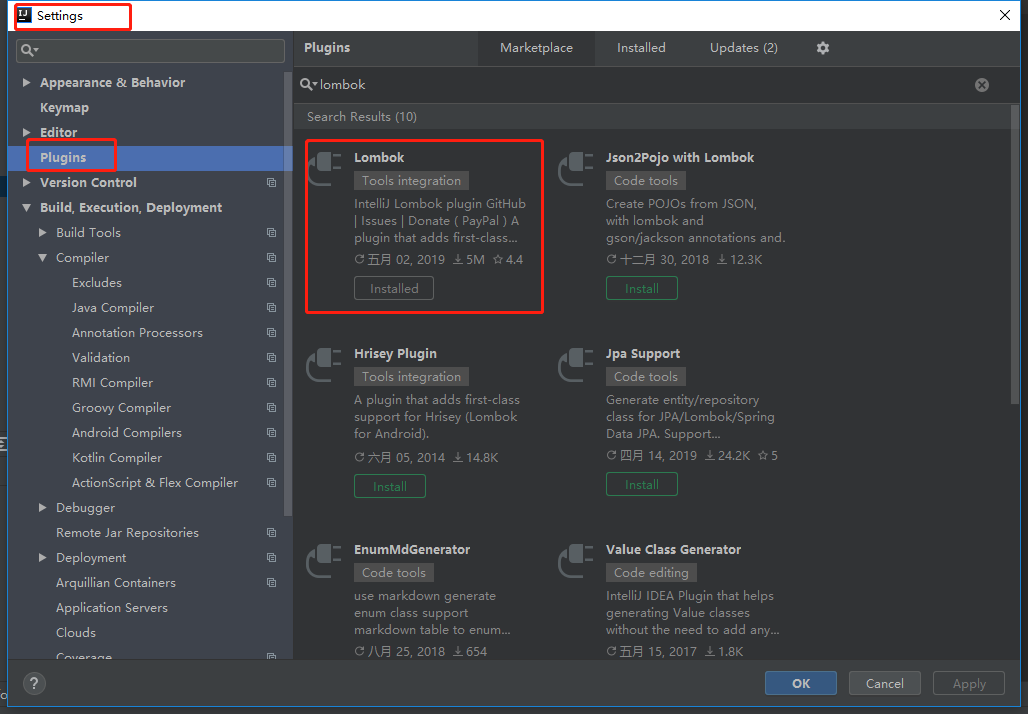 Settings
Plugins
Marketplace
Installed
Updates (2)
Appearance & Behavior
Keymap
Editor
Plugins
Version Control
Build, Execution, Deployment
Build Tools
Compiler
Excludes
Java Compiler
Annotation Processors
Validation
RMI Compiler
Groovy Compiler
Android Compilers
Kotlin Compiler
ActionScript & Flex Compiler
Debugger
Remote Jar Repositories
Deployment
Arquillian Containers
Application Servers
Clouds
Coverage
lombok
Search Results (10)
Lombok
Tools integration
IntelliJ Lombok plugin GitHub
| Issues | Donate ( PayPal ) A
plugin that adds first-class...
五月 02, 2019 5M 4.4
Installed
Json2Pojo with Lombok
Code tools
Create POJOs from JSON,
with lombok and
gson/jackson annotations and.
十二月 30, 2018 12.3K
Install
Hrisey Plugin
Tools integration
A plugin that adds first-class
support for Hrisey (Lombok
for Android).
六月 05, 2014 14.8K
Install
Jpa Support
Code tools
Generate entity/repository
class for JPA/Lombok/Spring
Data JPA. Support...
四月 14, 2019 24.2K 5
Install
EnumMdGenerator
Code tools
use markdown generate
enum class support
markdown table to enum...
八月 25, 2018 654
Value Class Generator
Code editing
IntelliJ IDEA Plugin that helps
generating Value classes
without the need to add any...
五月 15, 2017 1.8K
?
OK
Cancel
Apply